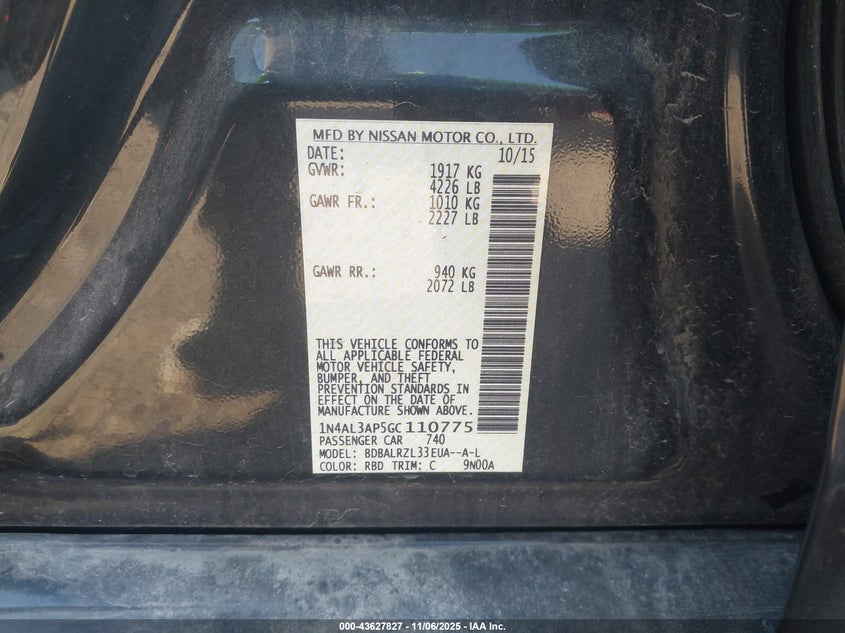 MFD BY NISSAN MOTOR CO., LTD.
DATE: 10/15
GVWR: 1917 KG
4226 LB
GAWR FR.: 1010 KG
2227 LB
GAWR RR.: 940 KG
2072 LB
THIS VEHICLE CONFORMS TO
ALL APPLICABLE FEDERAL
MOTOR VEHICLE SAFETY,
BUMPER, AND THEFT
PREVENTION STANDARDS IN
EFFECT ON THE DATE OF
MANUFACTURE SHOWN ABOVE.
1N4AL3AP5GC110775
PASSENGER CAR 740
MODEL: BDBALRZL33EUA--A-L
COLOR: RBD TRIM: C 9N00A
000-43627827 - 11/06/2025 - IAA Inc.